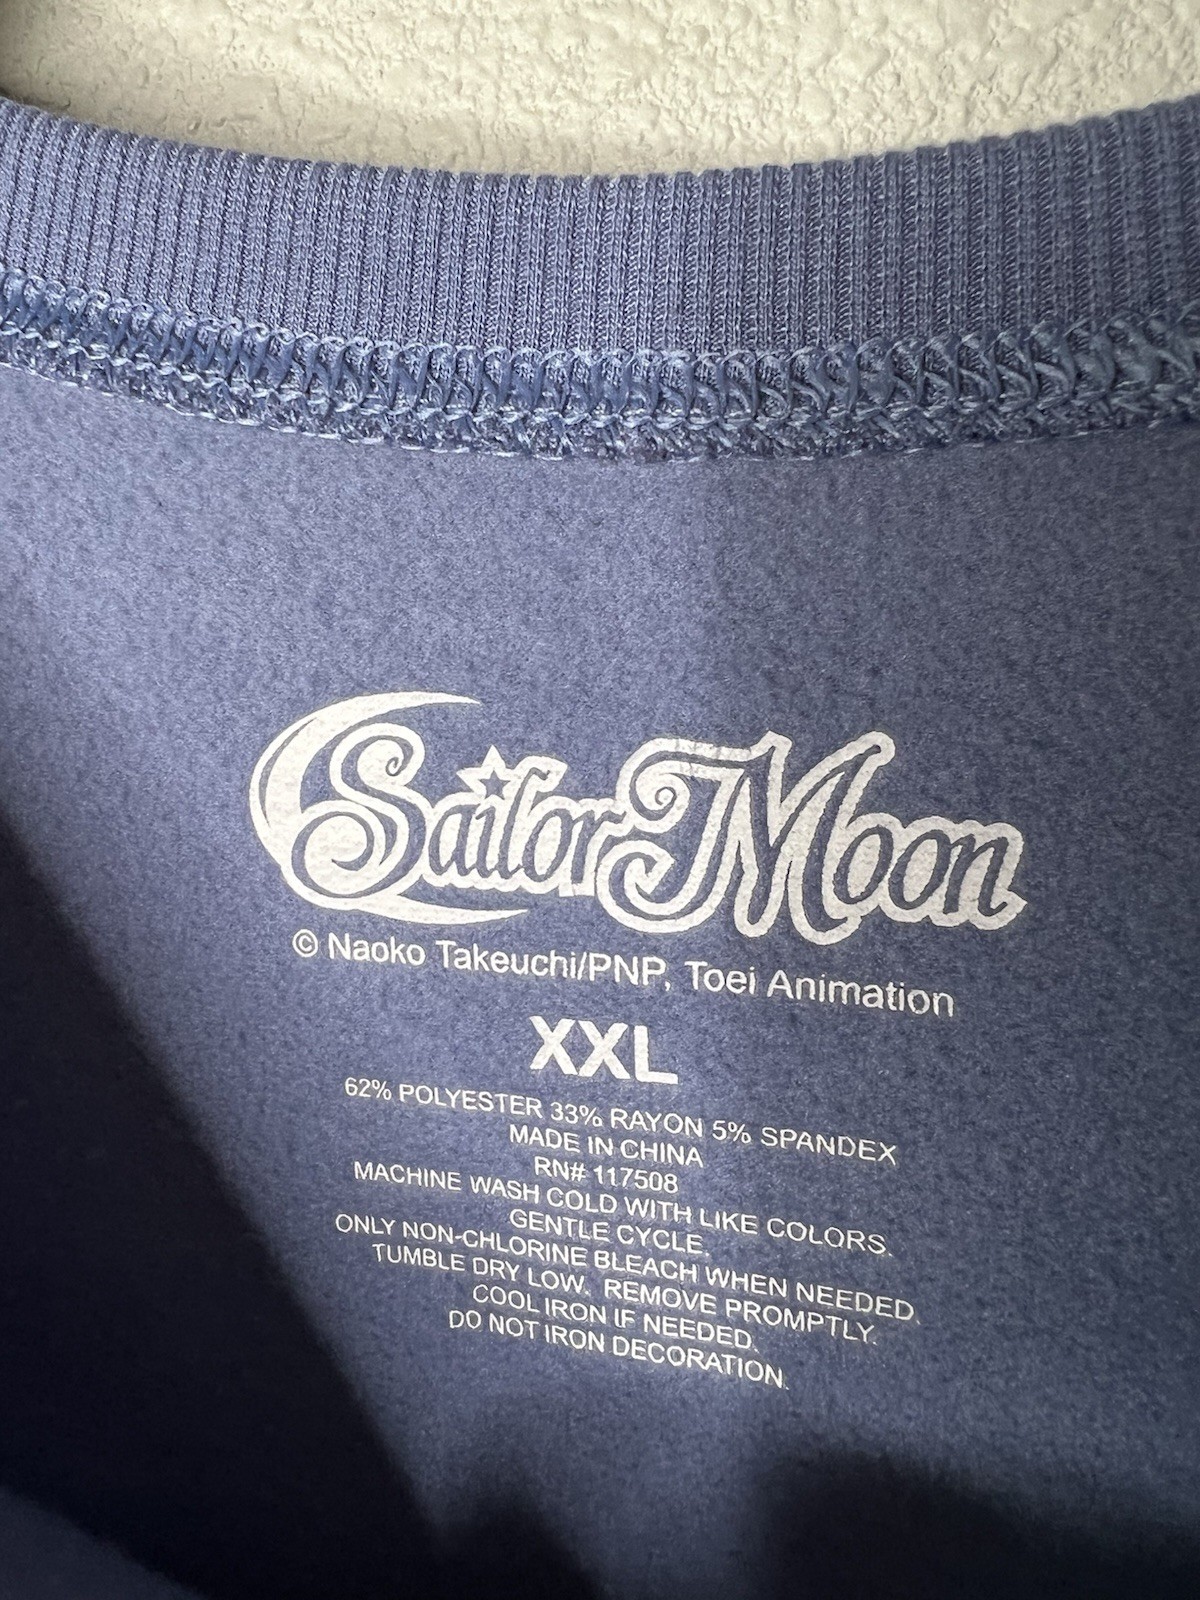 Sailor Moon
© Naoko Takeuchi/PNP, Toei Animation
XXL
62% POLYESTER 33% RAYON 5% SPANDEX
MADE IN CHINA
RN# 117508
MACHINE WASH COLD WITH LIKE COLORS.
GENTLE CYCLE.
ONLY NON-CHLORINE BLEACH WHEN NEEDED.
TUMBLE DRY LOW. REMOVE PROMPTLY.
COOL IRON IF NEEDED.
DO NOT IRON DECORATION.